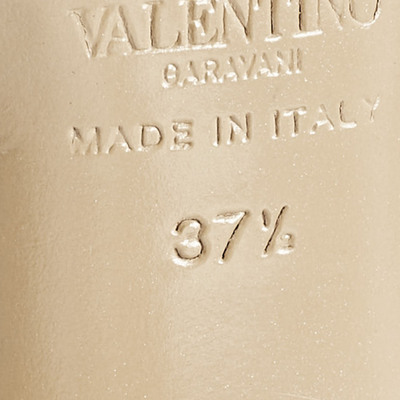 VALENTINO
GARAVANI
MADE IN ITALY
37½